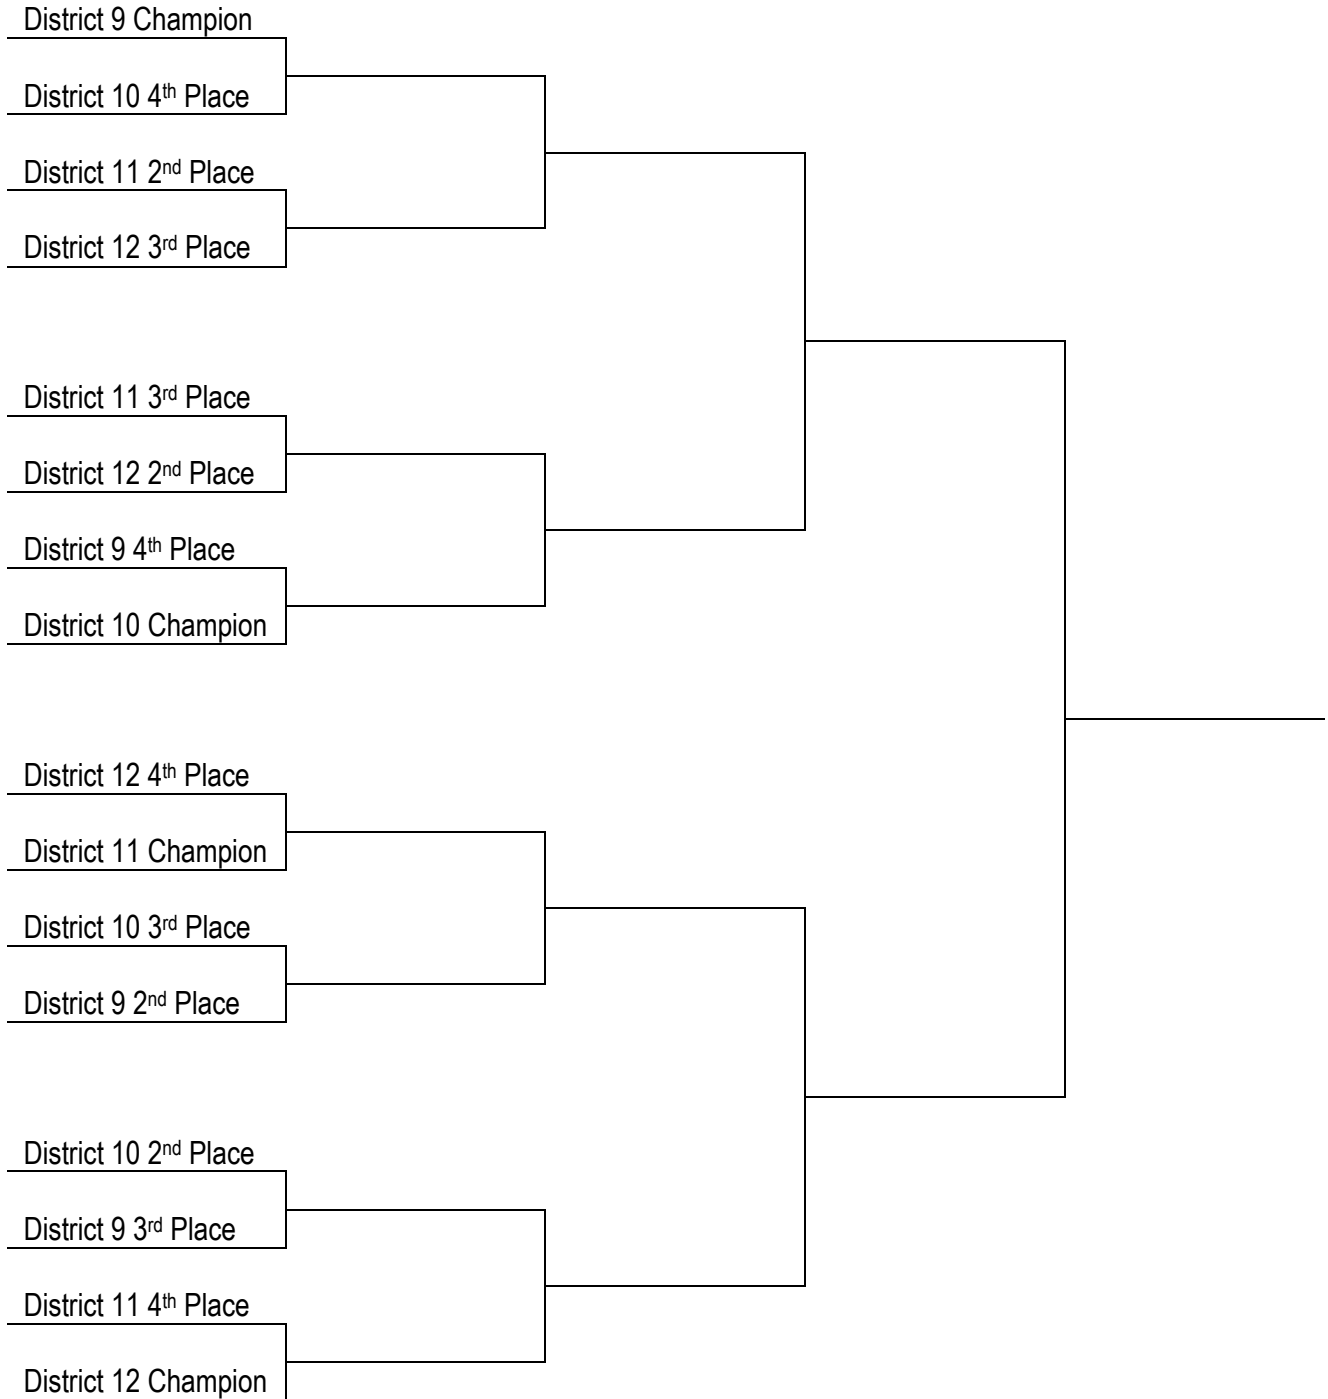 District 9 Champion
District 10 4th Place
District 11 2nd Place
District 12 3rd Place
District 11 3rd Place
District 12 2nd Place
District 9 4th Place
District 10 Champion
District 12 4th Place
District 11 Champion
District 10 3rd Place
District 9 2nd Place
District 10 2nd Place
District 9 3rd Place
District 11 4th Place
District 12 Champion